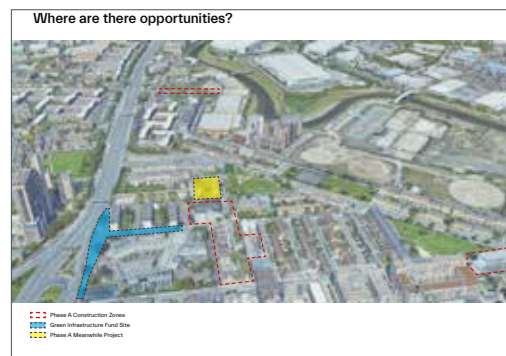 Where are there opportunities?
Phase A Construction Zones
Green Infrastructure Fund Site
Phase A Meanwhile Project